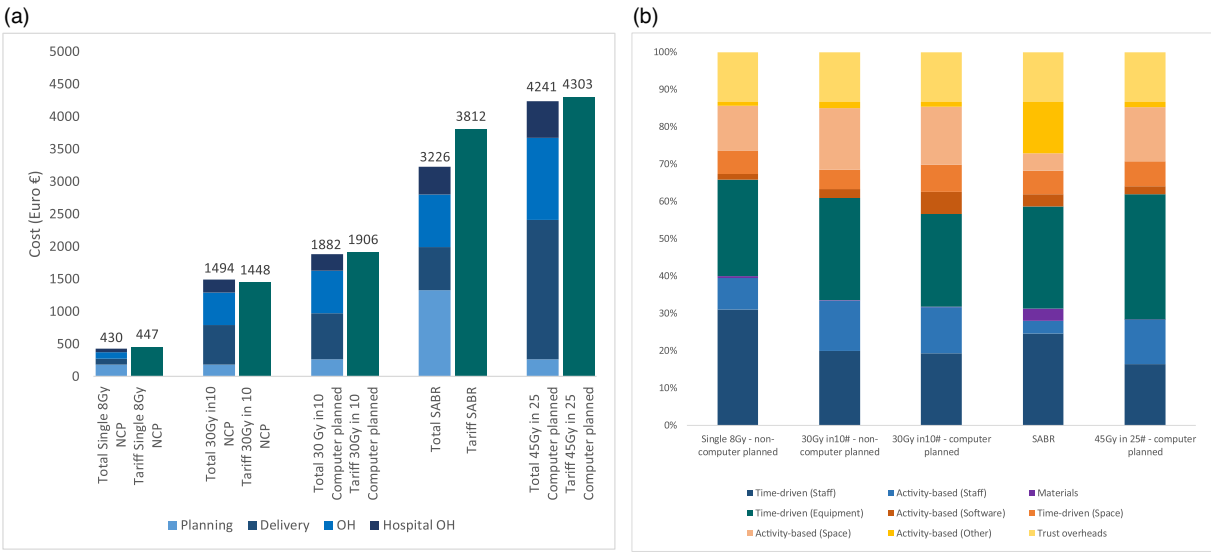 (a)
(b)
5000
4500
4000
3500
3000
2500
2000
1500
1000
500
0
Cost (Euro €)
430
447
1494
1448
1882
1906
3226
3812
4241
4303
Total Single 8Gy
NCP
Tariff Single 8Gy
NCP
Total 30Gy in10
NCP
Tariff 30Gy in 10
NCP
Total 30 Gy in10
Computer planned
Tariff 30Gy in 10
Computer planned
Total SABR
Tariff SABR
Total 45Gy in 25
Computer planned
Tariff 45Gy in 25
Computer planned
Planning
Delivery
OH
Hospital OH
100%
90%
80%
70%
60%
50%
40%
30%
20%
10%
0%
Single 8Gy - non-
computer planned
30Gy in10# - non-
computer planned
30Gy in10# - computer
planned
SABR
45Gy in 25# - computer
planned
Time-driven (Staff)
Activity-based (Staff)
Materials
Time-driven (Equipment)
Activity-based (Software)
Time-driven (Space)
Activity-based (Space)
Activity-based (Other)
Trust overheads